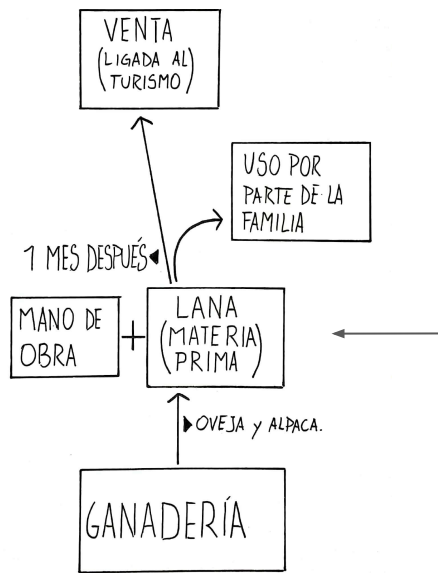 VENTA
(LIGADA AL
TURISMO)
USO POR
PARTE DE LA
FAMILIA
1 MES DESPUÉS
MANO DE
OBRA
+
LANA
(MATERIA
PRIMA)
OVEJA y ALPACA.
GANADERÍA